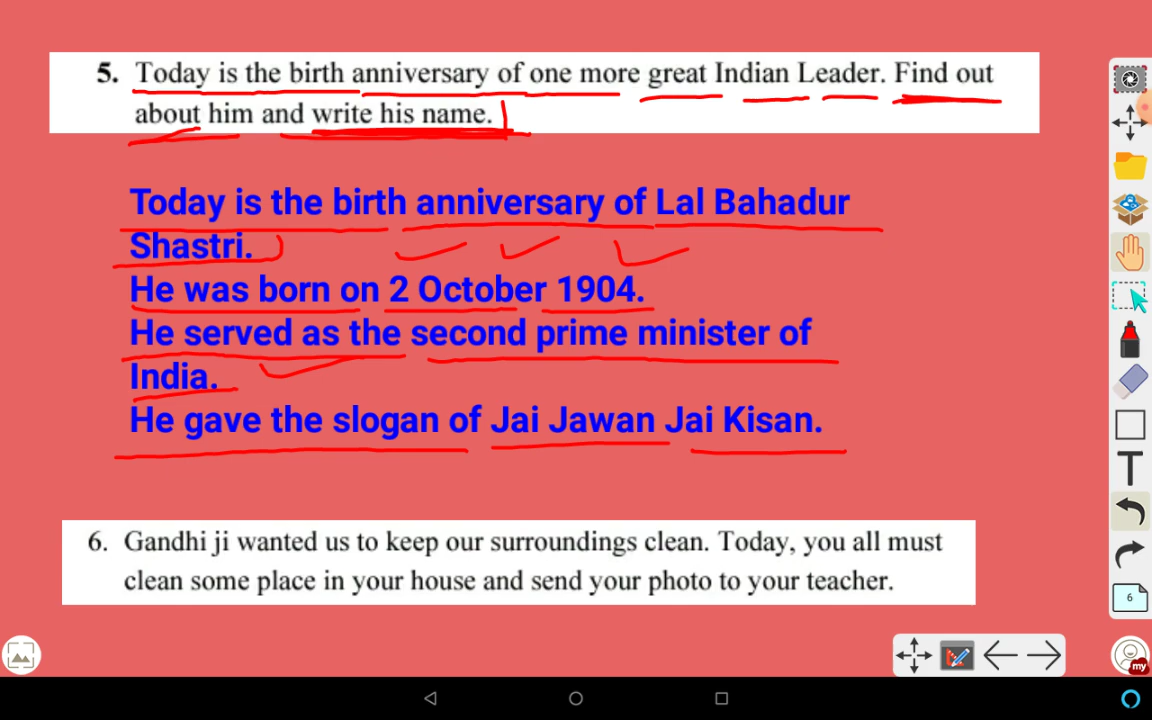 5. Today is the birth anniversary of one more great Indian Leader. Find out
about him and write his name.
Today is the birth anniversary of Lal Bahadur
Shastri.
He was born on 2 October 1904.
He served as the second prime minister of
India.
He gave the slogan of Jai Jawan Jai Kisan.
6. Gandhi ji wanted us to keep our surroundings clean. Today, you all must
clean some place in your house and send your photo to your teacher.
T
6
my